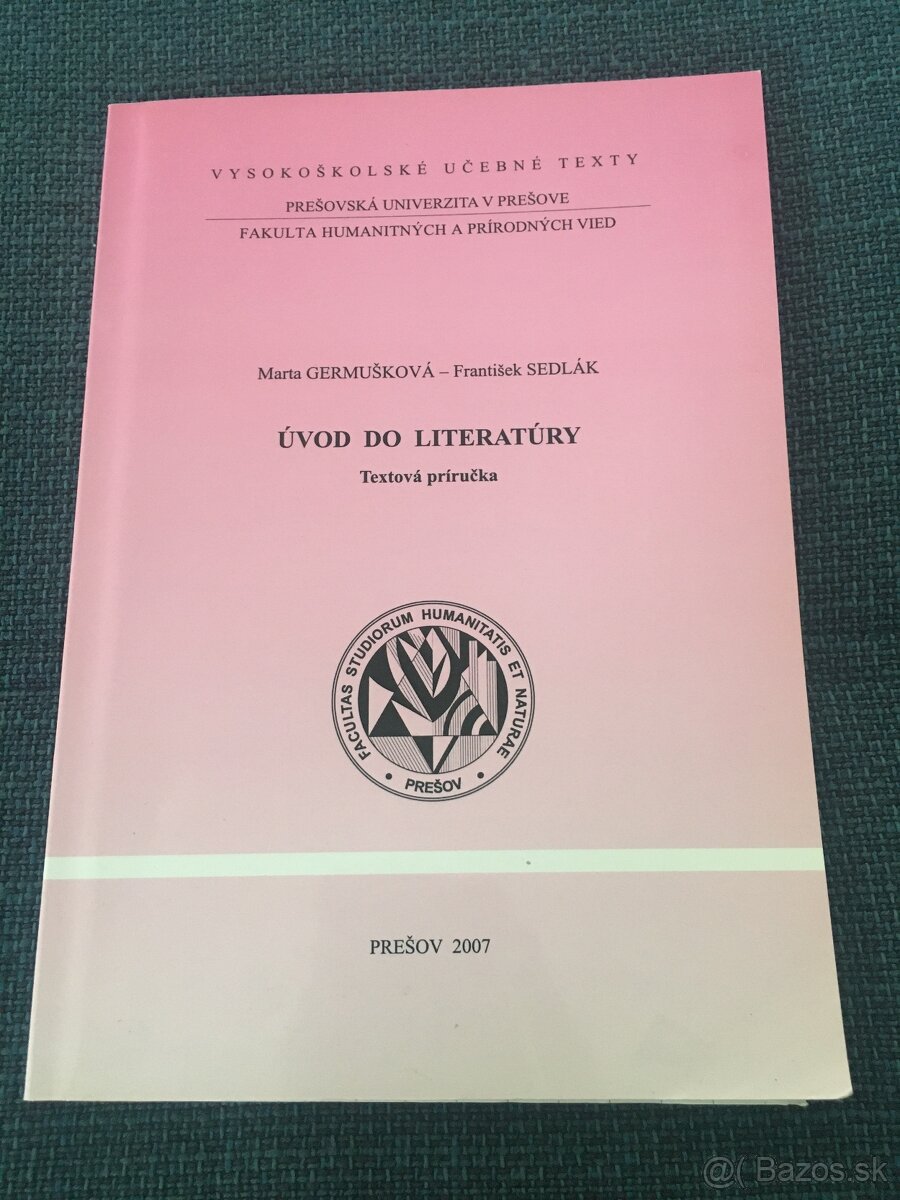 VYSOKOŠKOLSKÉ UČEBNÉ TEXTY
PREŠOVSKÁ UNIVERZITA V PREŠOVE
FAKULTA HUMANITNÝCH A PRÍRODNÝCH VIED
Marta GERMUŠKOVÁ – František SEDLÁK
ÚVOD DO LITERATÚRY
Textová príručka
FACULTAS STUDIORUM HUMANITATIS ET NATURAE
• PREŠOV •
PREŠOV 2007
@( Bazos.sk